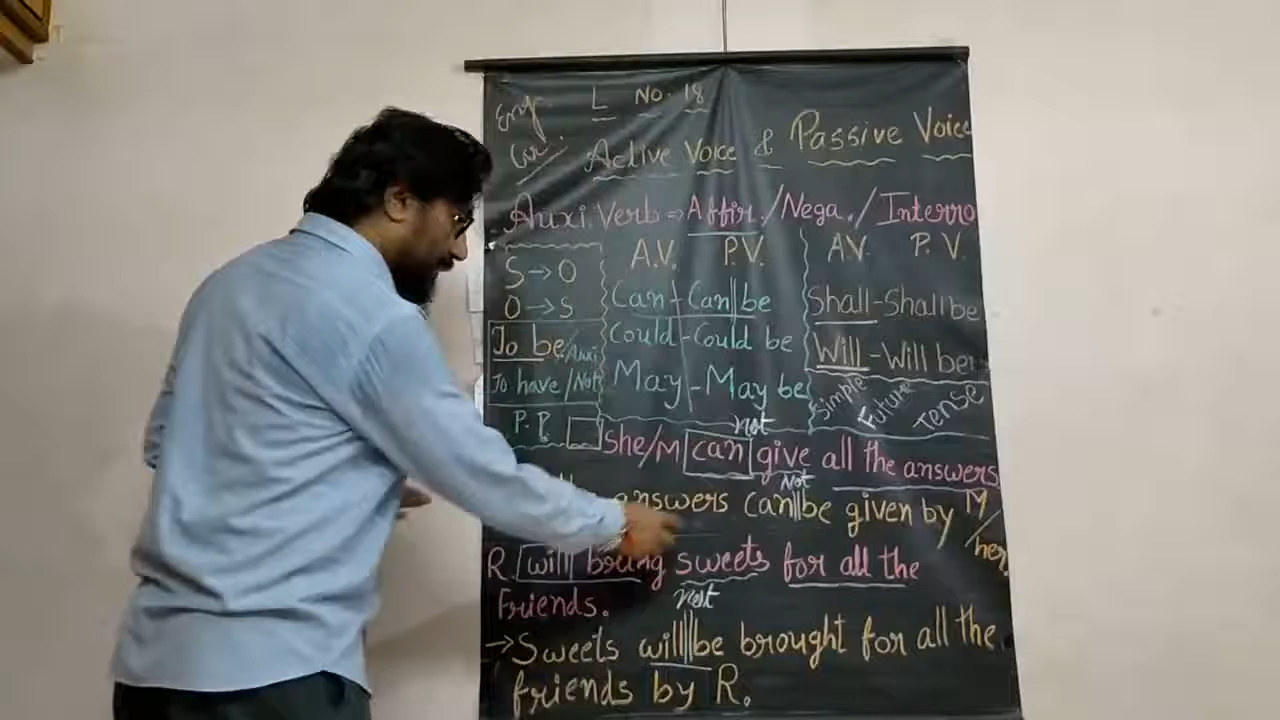 Eng. L No. 18
Gr. Active Voice & Passive Voice
Auxi. Verb ⇒ Affir. / Nega. / Interro
A.V. P.V. A.V. P.V.
S → O
O → S
To be / Auxi
To have / Not
P.P.
Can - Can||be
Could - Could be
May - May be
Shall - Shall be
Will - Will be
Simple Future Tense
not
She/M can give all the answers
Not
answers can||be given by M/her
R. will bring sweets for all the
Friends.
not
→ Sweets will||be brought for all the
friends by R.